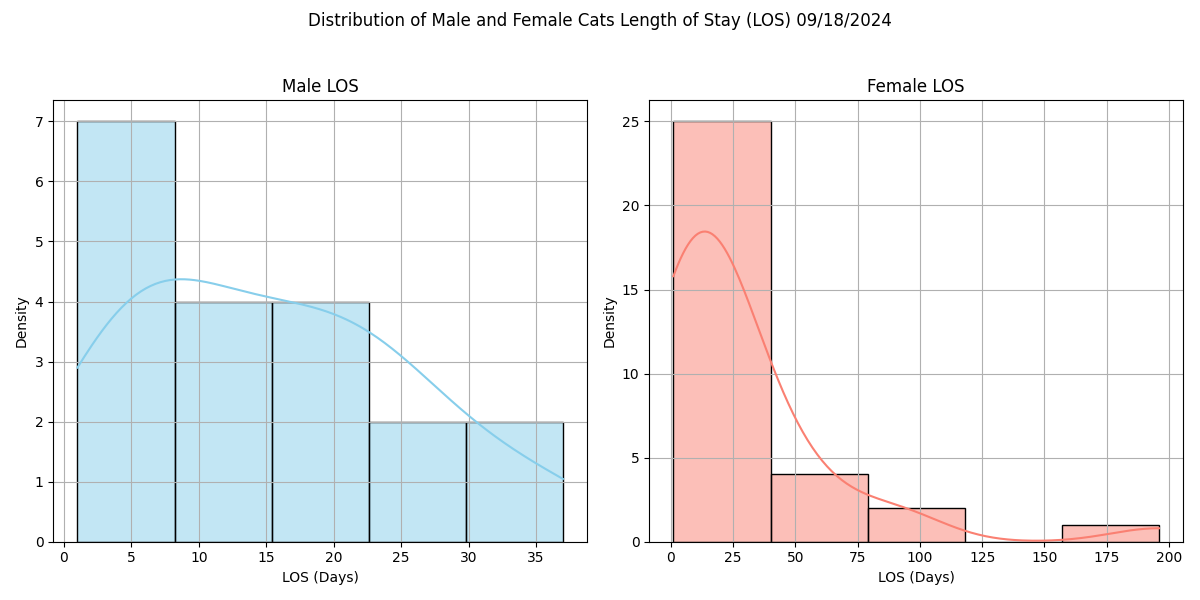 Distribution of Male and Female Cats Length of Stay (LOS) 09/18/2024
Male LOS
Density
7
6
5
4
3
2
1
0
0 5 10 15 20 25 30 35
LOS (Days)
Female LOS
Density
25
20
15
10
5
0
0 25 50 75 100 125 150 175 200
LOS (Days)